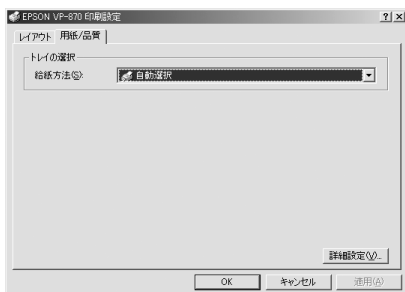 EPSON VP-870 印刷設定
レイアウト 用紙/品質
トレイの選択
給紙方法(S):
自動選択
詳細設定(V)...
OK キャンセル 適用(A)